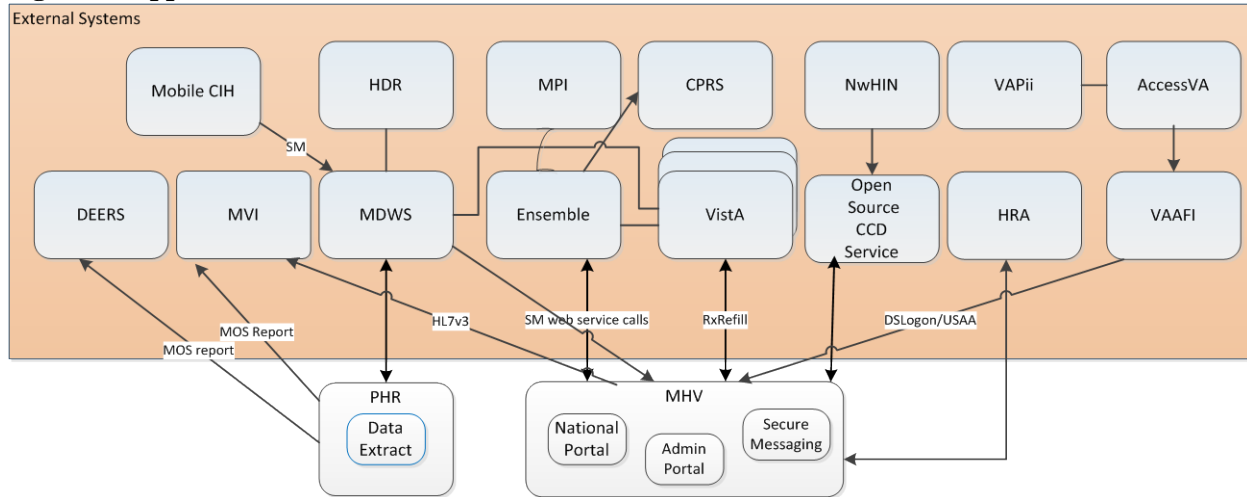 External Systems
Mobile CIH
HDR
MPI
CPRS
NwHIN
VAPii
AccessVA
SM
DEERS
MVI
MDWS
Ensemble
VistA
Open
Source
CCD
Service
HRA
VAAFI
HL7v3
SM web service calls
RxRefill
DSLogon/USAA
MOS Report
MOS report
PHR
Data
Extract
MHV
National
Portal
Admin
Portal
Secure
Messaging